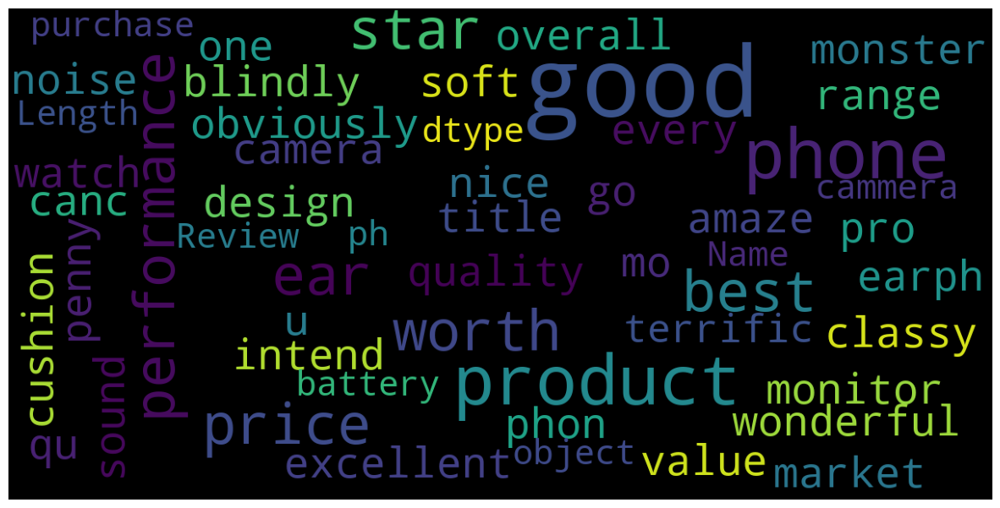 purchase
one
star
overall
monster
noise
blindly
soft
good
range
Length
performance
obviously
dtype
every
phone
camera
watch
nice
go
cammera
canc
design
title
amaze
pro
Review
ph
penny
mo
Name
cushion
ear
quality
best
earph
u
worth
terrific
classy
intend
battery
product
monitor
sound
price
phon
wonderful
qu
excellent
object
value
market